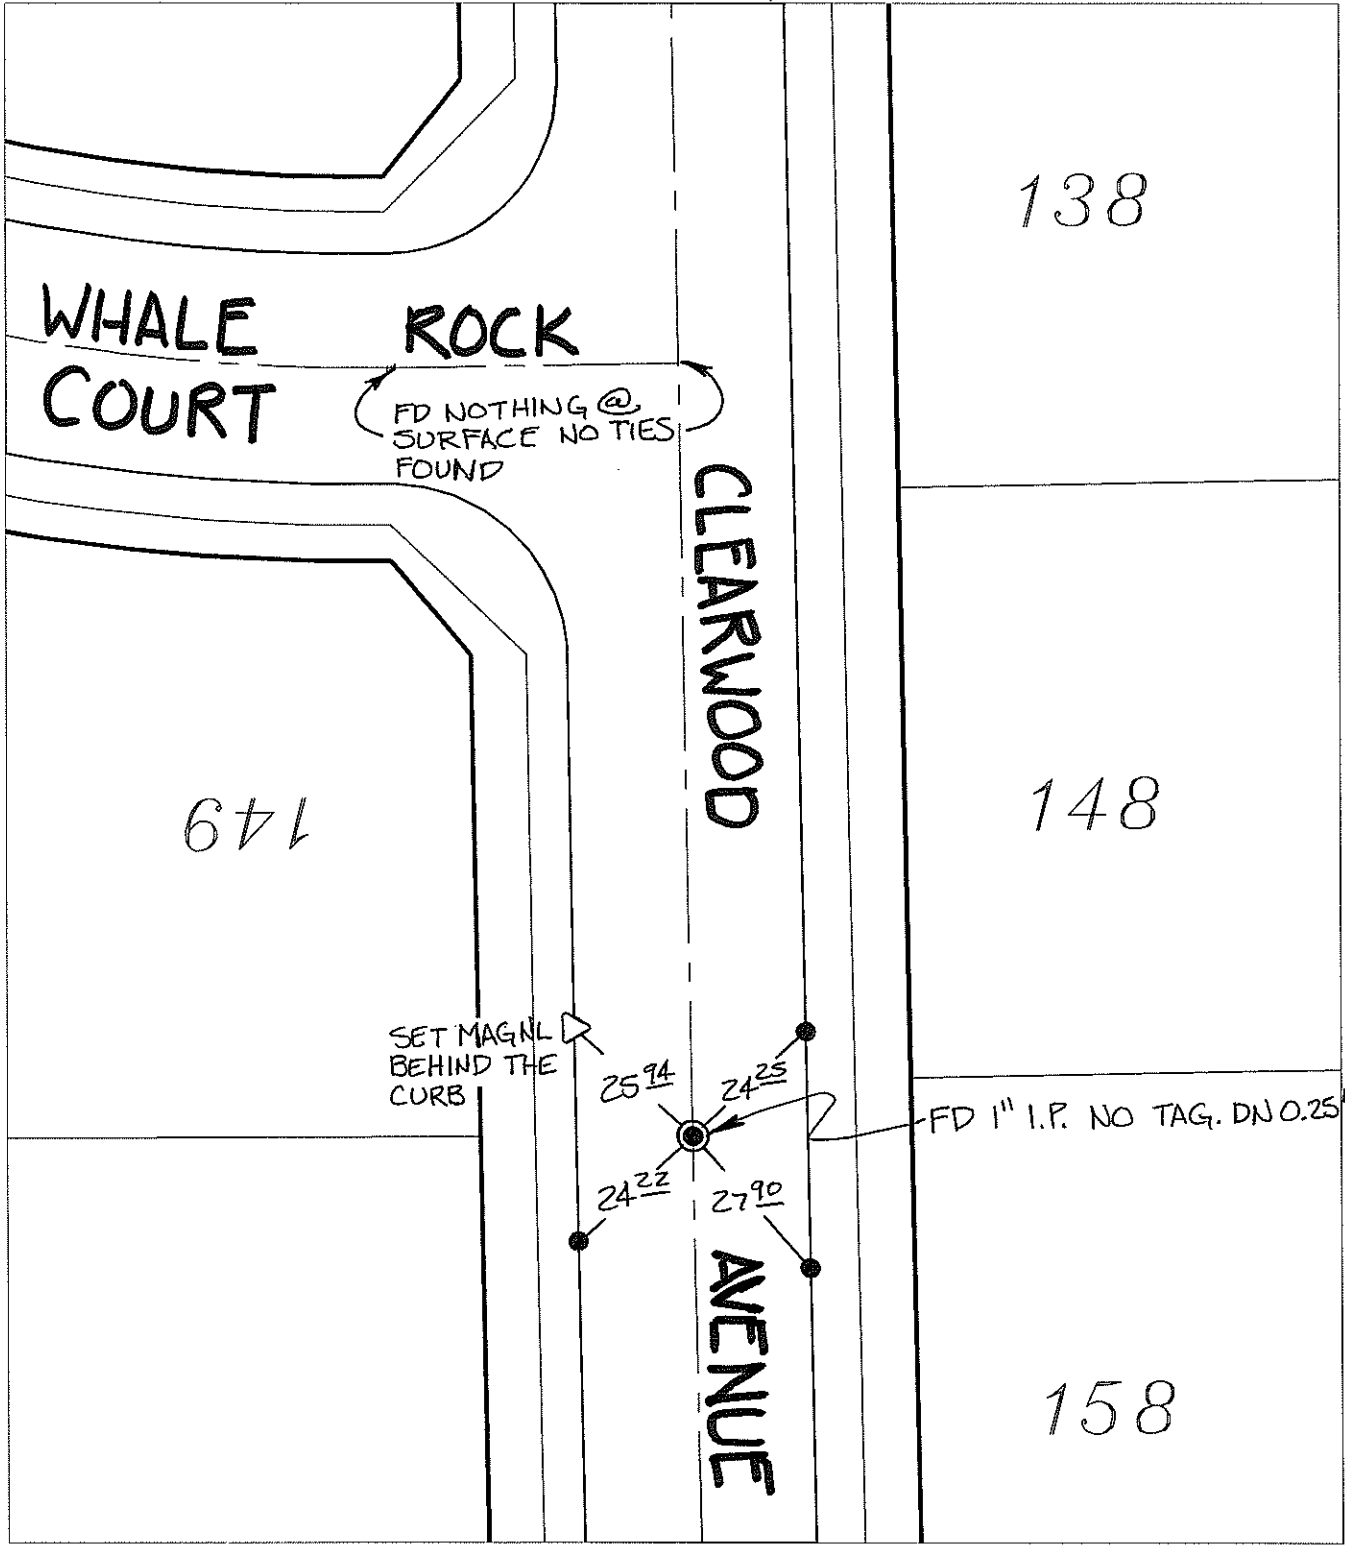 138
WHALE ROCK
COURT
FD NOTHING @
SURFACE NO TIES
FOUND
CLEARWOOD
149
148
SET MAGNL
BEHIND THE
CURB
25 94
24 25
FD 1" I.P. NO TAG. DN 0.25'
24 22
27 90
AVENUE
158